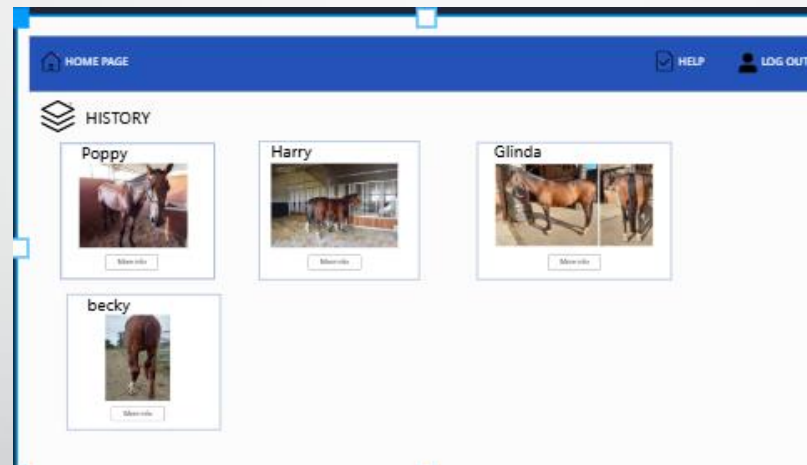 HOME PAGE
HELP
LOG OUT
HISTORY
Poppy
Harry
Glinda
More info
More info
More info
becky
More info